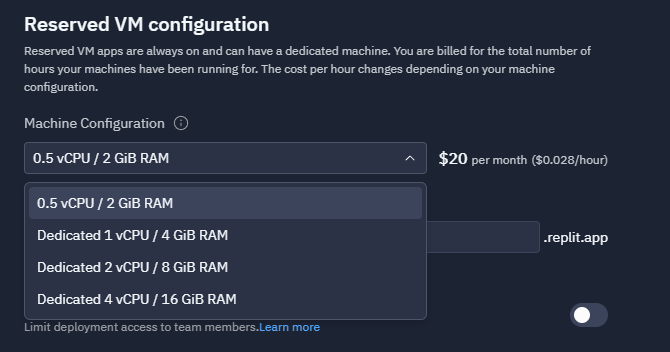 Reserved VM configuration
Reserved VM apps are always on and can have a dedicated machine. You are billed for the total number of
hours your machines have been running for. The cost per hour changes depending on your machine
configuration.
Machine Configuration
0.5 vCPU / 2 GiB RAM
$20 per month ($0.028/hour)
0.5 vCPU / 2 GiB RAM
Dedicated 1 vCPU / 4 GiB RAM
.replit.app
Dedicated 2 vCPU / 8 GiB RAM
Dedicated 4 vCPU / 16 GiB RAM
Limit deployment access to team members.Learn more